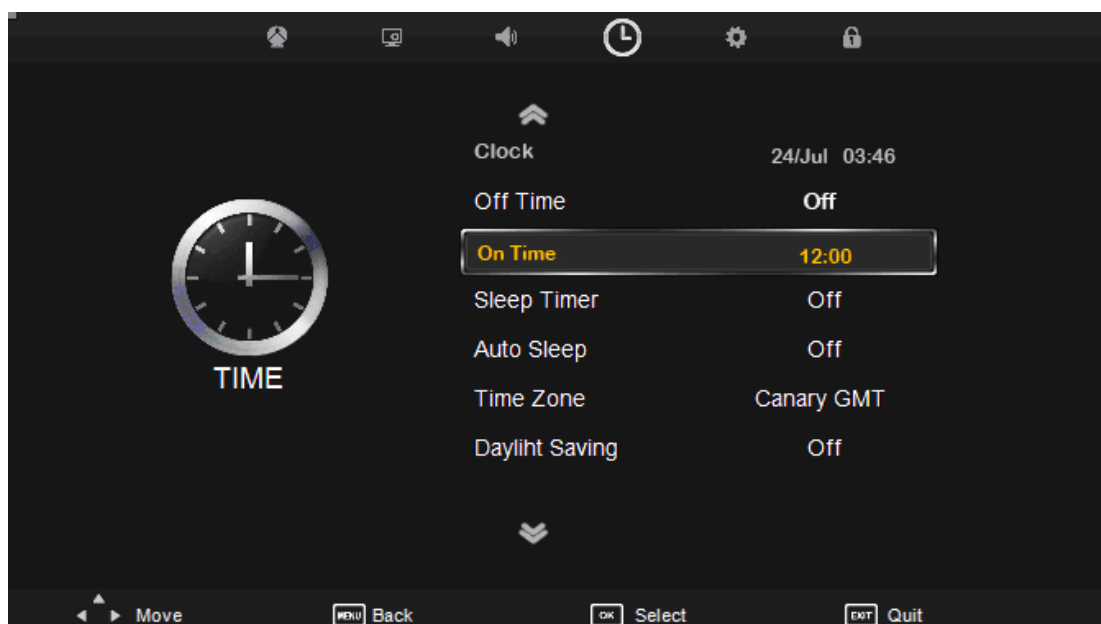 Clock 24/Jul 03:46
Off Time Off
On Time 12:00
Sleep Timer Off
Auto Sleep Off
TIME
Time Zone Canary GMT
Dayliht Saving Off
Move MENU Back OK Select EXIT Quit